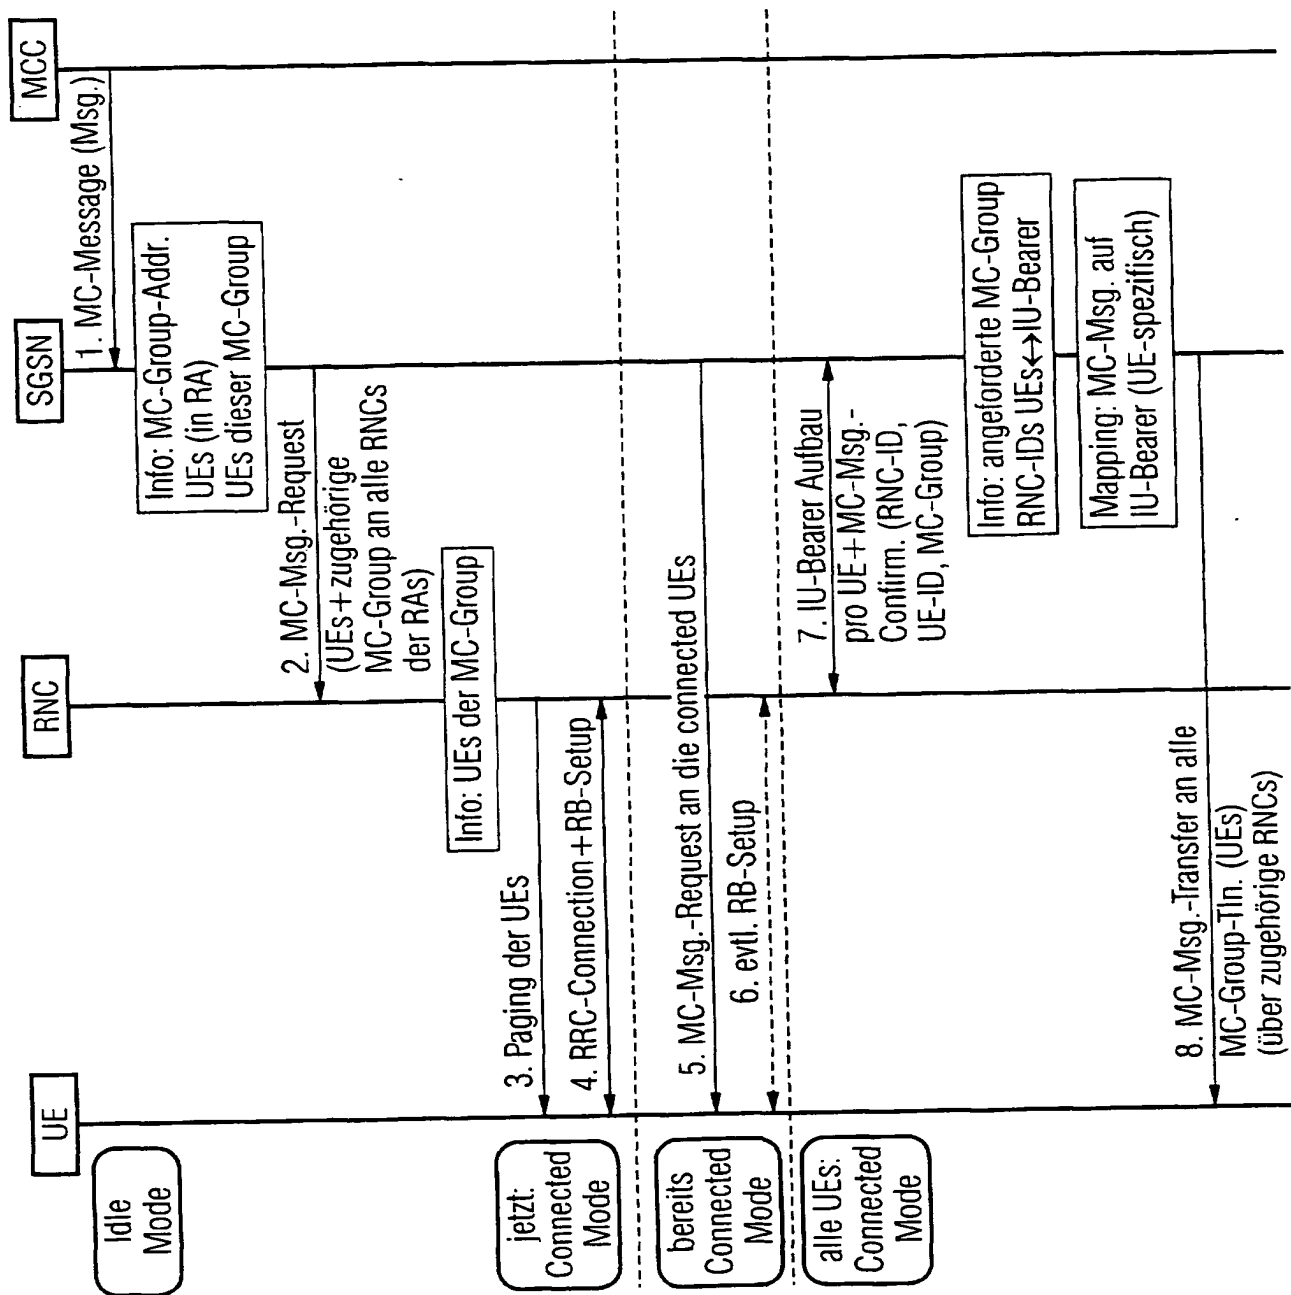 UE
RNC
SGSN
MCC
Idle
Mode
1. MC-Message (Msg.)
Info: MC-Group-Addr.
UEs (in RA)
UEs dieser MC-Group
2. MC-Msg.-Request
(UEs+zugehörige
MC-Group an alle RNCs
der RAs)
Info: UEs der MC-Group
jetzt:
Connected
Mode
3. Paging der UEs
4. RRC-Connection+RB-Setup
bereits
Connected
Mode
5. MC-Msg.-Request an die connected UEs
6. evtl. RB-Setup
alle UEs:
Connected
Mode
7. IU-Bearer Aufbau
pro UE+MC-Msg.-
Confirm. (RNC-ID,
UE-ID, MC-Group)
Info: angeforderte MC-Group
RNC-IDs UEs↔IU-Bearer
Mapping: MC-Msg. auf
IU-Bearer (UE-spezifisch)
8. MC-Msg.-Transfer an alle
MC-Group-Tln. (UEs)
(über zugehörige RNCs)